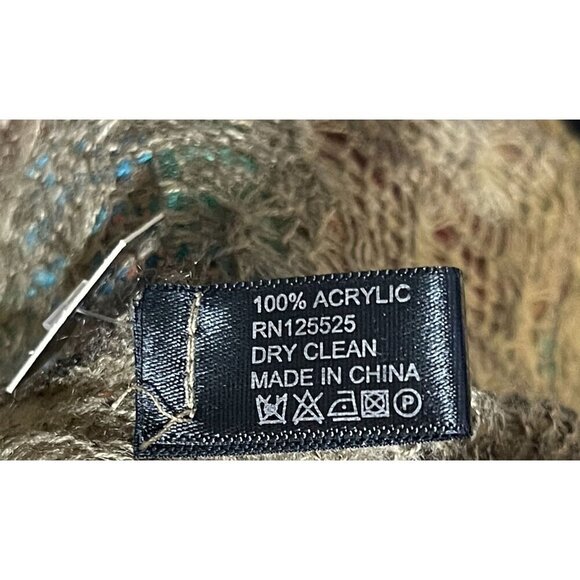 100% ACRYLIC
RN125525
DRY CLEAN
MADE IN CHINA
P